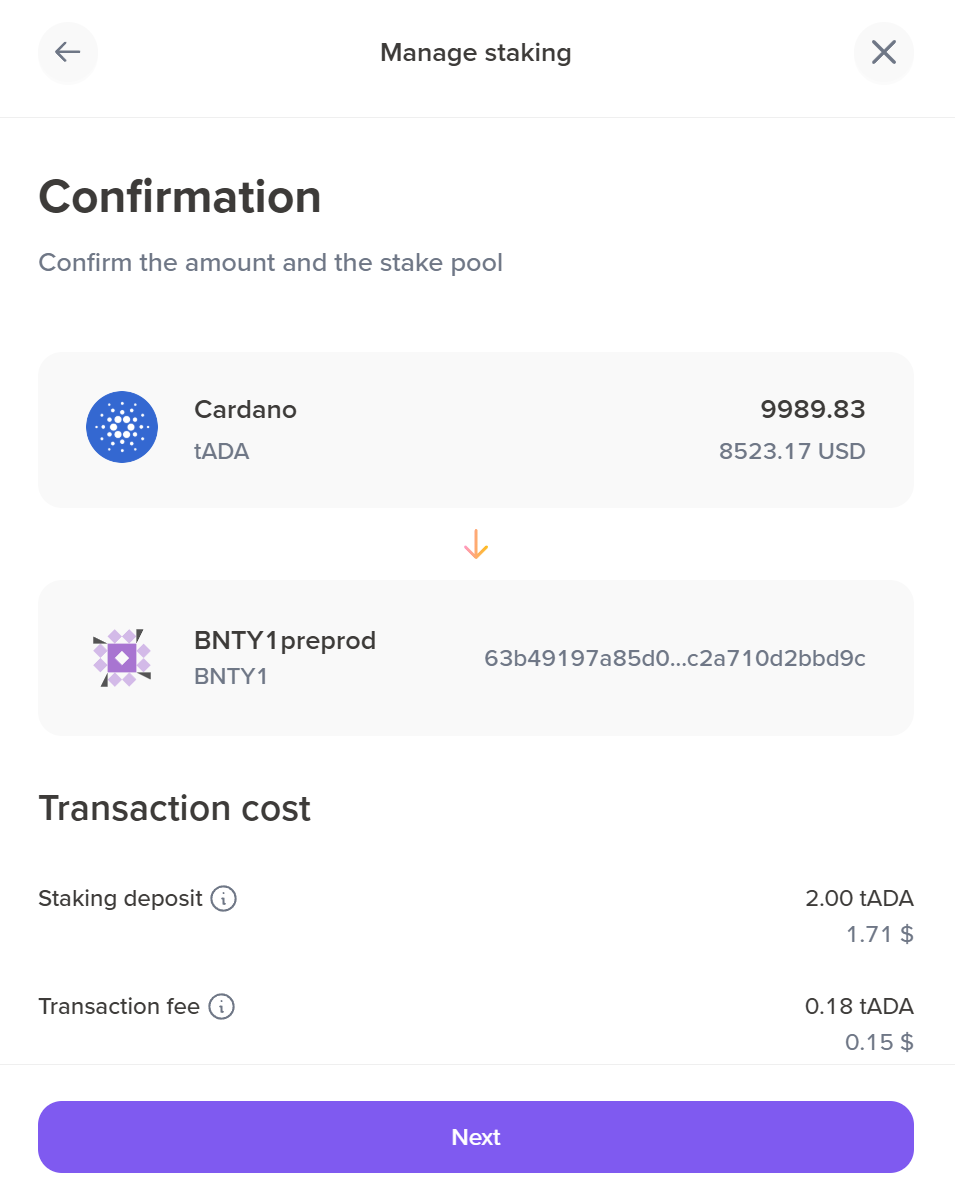 Manage staking
Confirmation
Confirm the amount and the stake pool
Cardano
9989.83
tADA
8523.17 USD
BNTY1preprod
BNTY1
63b49197a85d0...c2a710d2bbd9c
Transaction cost
Staking deposit
2.00 tADA
1.71 $
Transaction fee
0.18 tADA
0.15 $
Next